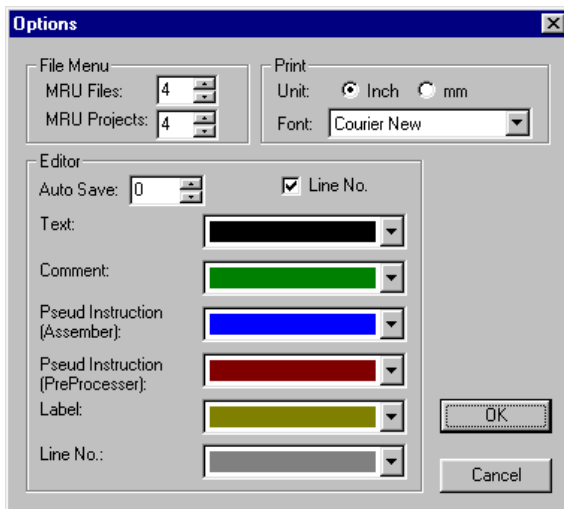 Options
File Menu
MRU Files: 4
MRU Projects: 4
Print
Unit: Inch mm
Font: Courier New
Editor
Auto Save: 0 Line No.
Text:
Comment:
Pseud Instruction
(Assember):
Pseud Instruction
(PreProcesser):
Label:
Line No.:
OK
Cancel